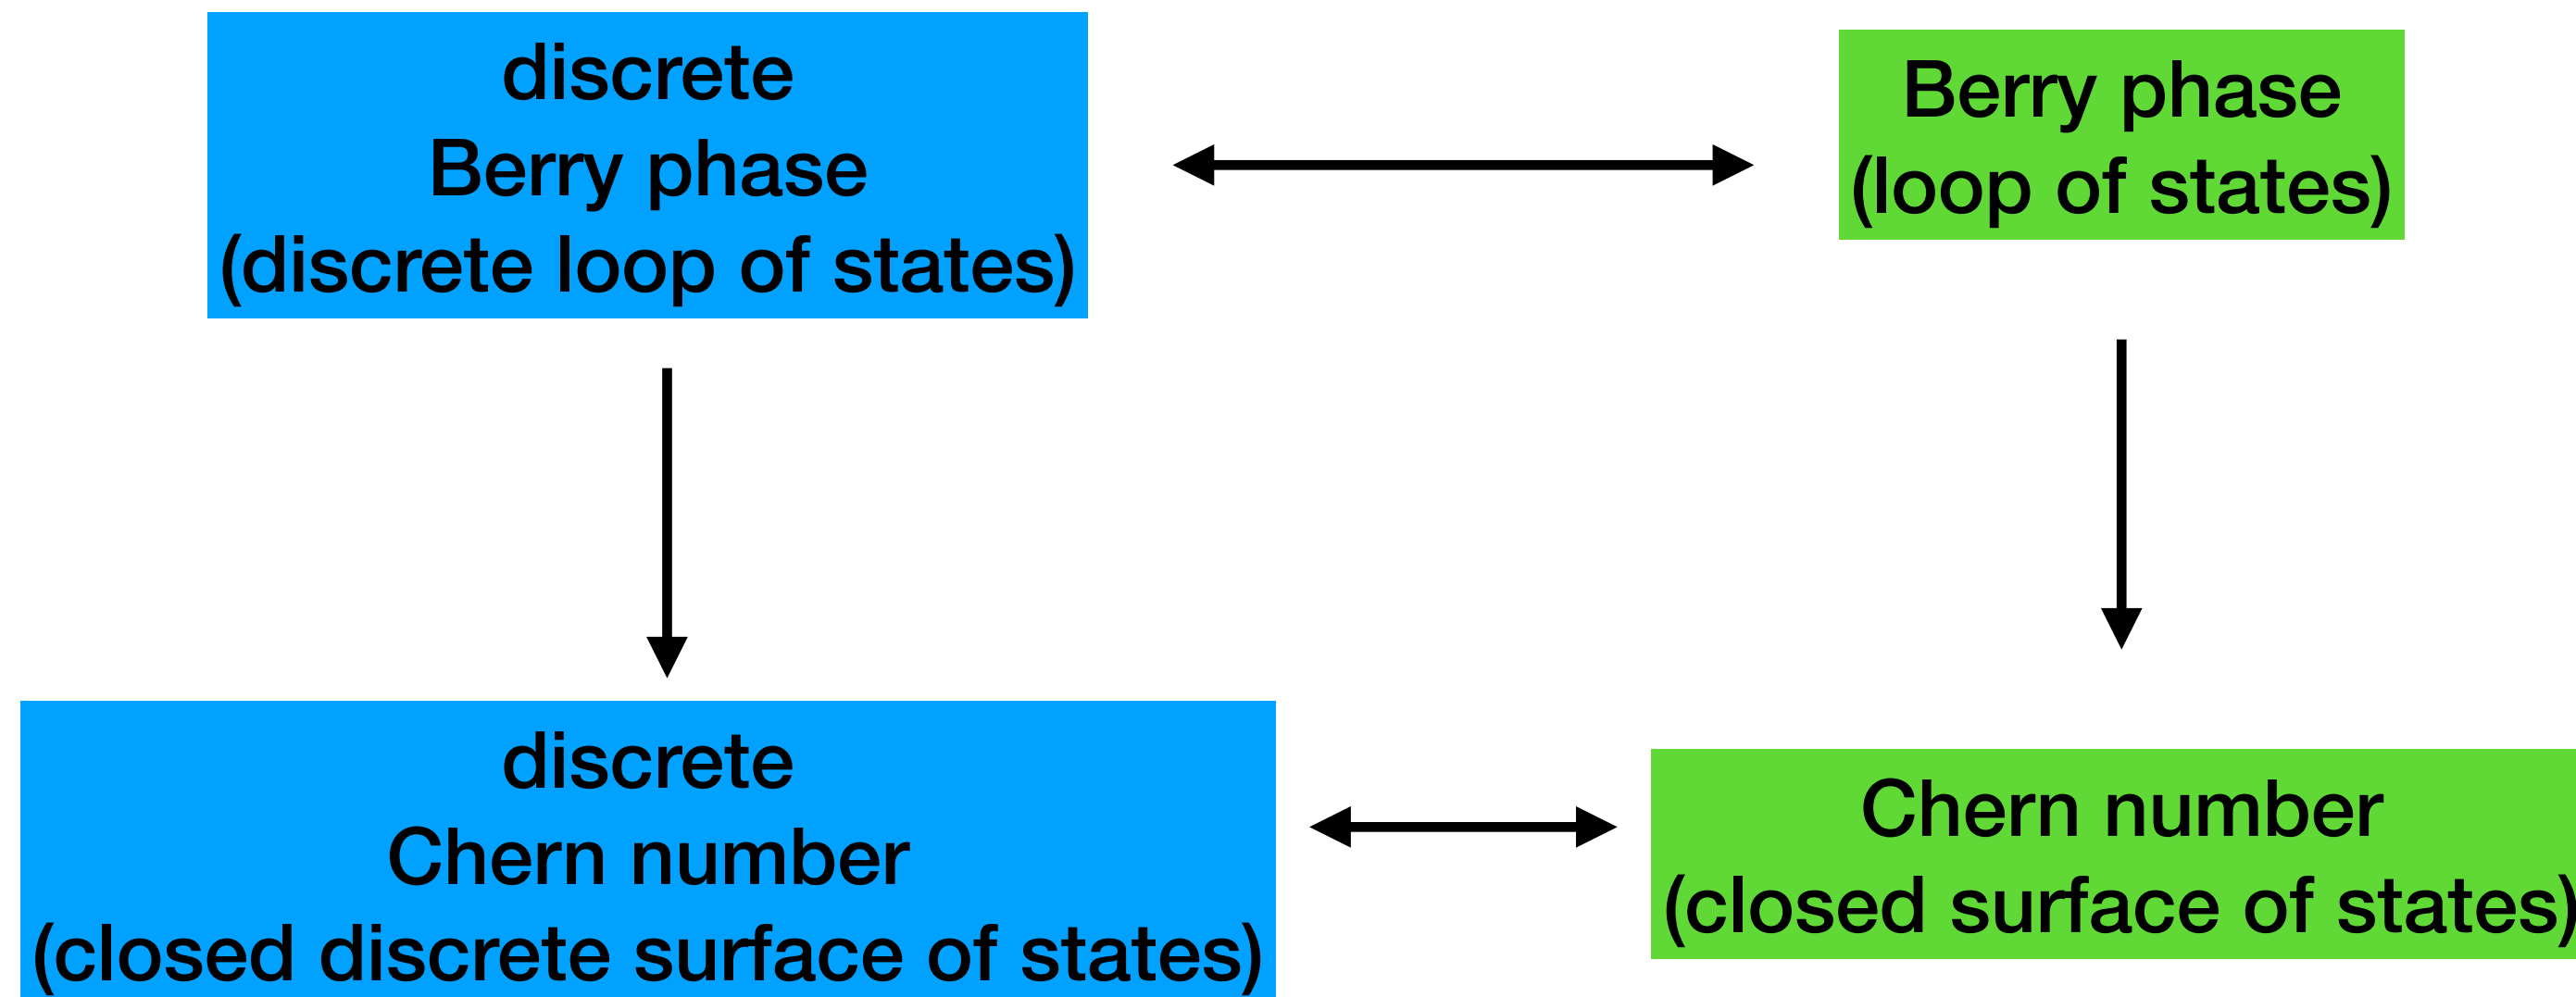 discrete
Berry phase
(discrete loop of states)
Berry phase
(loop of states)
discrete
Chern number
(closed discrete surface of states)
Chern number
(closed surface of states)